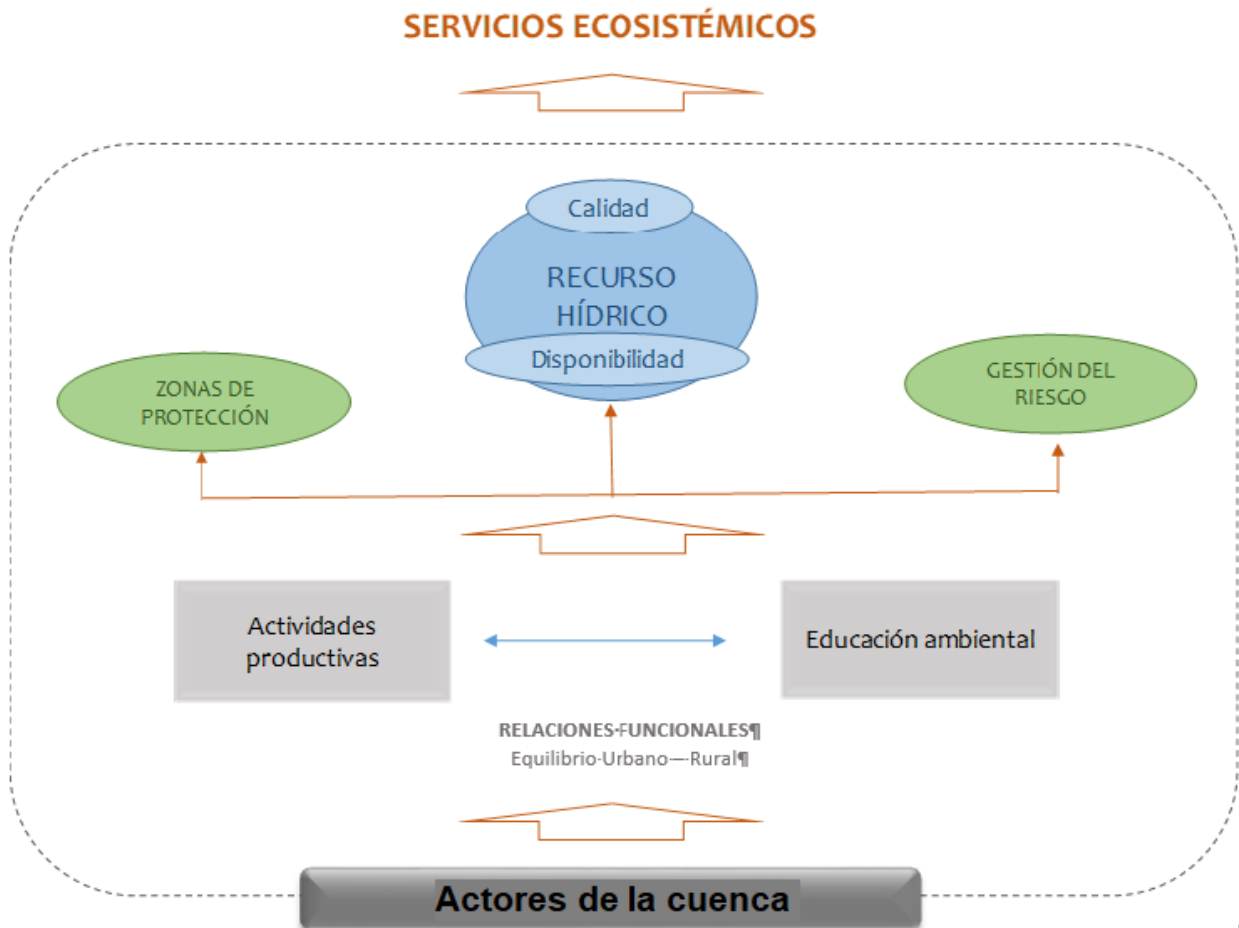 SERVICIOS ECOSISTÉMICOS
Calidad
RECURSO
HÍDRICO
Disponibilidad
ZONAS DE
PROTECCIÓN
GESTIÓN DEL
RIESGO
Actividades
productivas
Educación ambiental
RELACIONES·FUNCIONALES¶
Equilibrio·Urbano·–·Rural¶
Actores de la cuenca